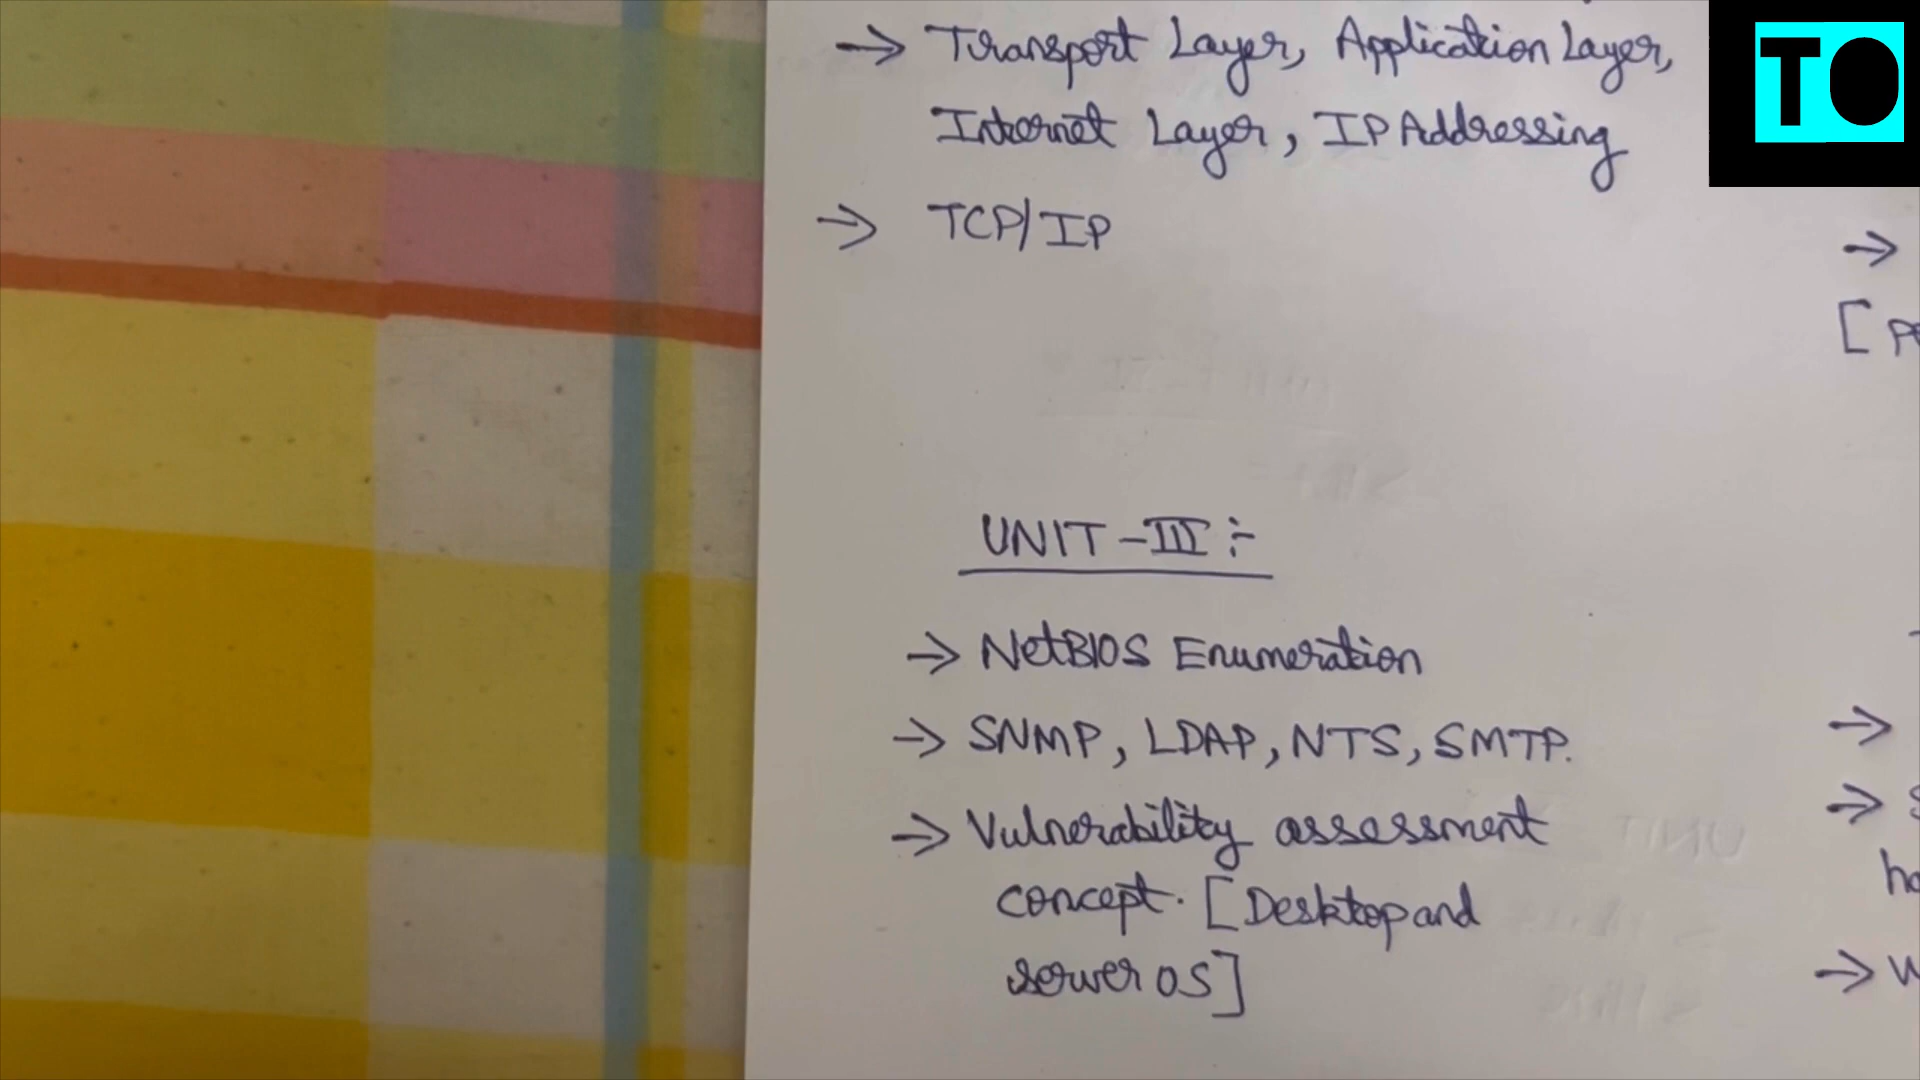 → Transport Layer, Application Layer,
Internet Layer, IP Addressing
→ TCP/IP
UNIT-III :-
→ NetBIOS Enumeration
→ SNMP, LDAP, NTS, SMTP.
→ Vulnerability assessment
concept. [Desktop and
server OS]
TO
→
[
→
→
→